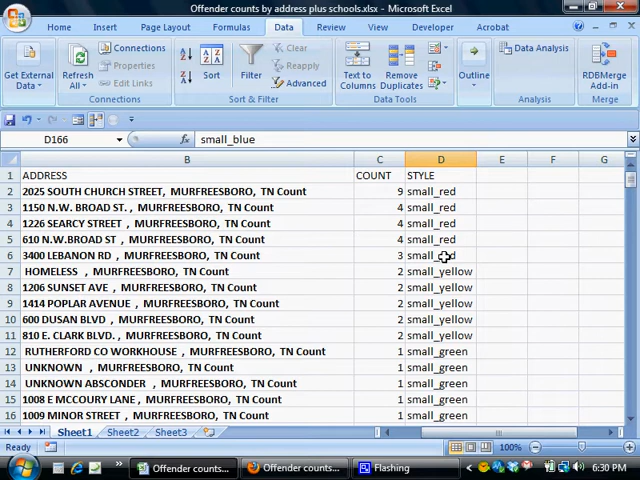 Offender counts by address plus schools.xlsx - Microsoft Excel
Home Insert Page Layout Formulas Data Review View Developer Acrobat
Get External Data
Refresh All
Connections
Properties
Edit Links
Connections
Sort
Filter
Clear
Reapply
Advanced
Sort & Filter
Text to Columns
Remove Duplicates
Data Tools
Outline
Data Analysis
Analysis
RDBMerge Add-in
Merge
D166 fx small_blue
B C D E F G
1 ADDRESS COUNT STYLE
2 2025 SOUTH CHURCH STREET, MURFREESBORO, TN Count 9 small_red
3 1150 N.W. BROAD ST. , MURFREESBORO, TN Count 4 small_red
4 1226 SEARCY STREET , MURFREESBORO, TN Count 4 small_red
5 610 N.W.BROAD ST , MURFREESBORO, TN Count 4 small_red
6 3400 LEBANON RD , MURFREESBORO, TN Count 3 small_red
7 HOMELESS , MURFREESBORO, TN Count 2 small_yellow
8 1206 SUNSET AVE , MURFREESBORO, TN Count 2 small_yellow
9 1414 POPLAR AVENUE , MURFREESBORO, TN Count 2 small_yellow
10 600 DUSAN BLVD , MURFREESBORO, TN Count 2 small_yellow
11 810 E. CLARK BLVD. , MURFREESBORO, TN Count 2 small_yellow
12 RUTHERFORD CO WORKHOUSE , MURFREESBORO, TN Count 1 small_green
13 UNKNOWN , MURFREESBORO, TN Count 1 small_green
14 UNKNOWN ABSCONDER , MURFREESBORO, TN Count 1 small_green
15 1008 E MCCOURY LANE , MURFREESBORO, TN Count 1 small_green
16 1009 MINOR STREET , MURFREESBORO, TN Count 1 small_green
Sheet1 Sheet2 Sheet3
Ready 100%
Offender counts... Offender counts... Flashing 6:30 PM